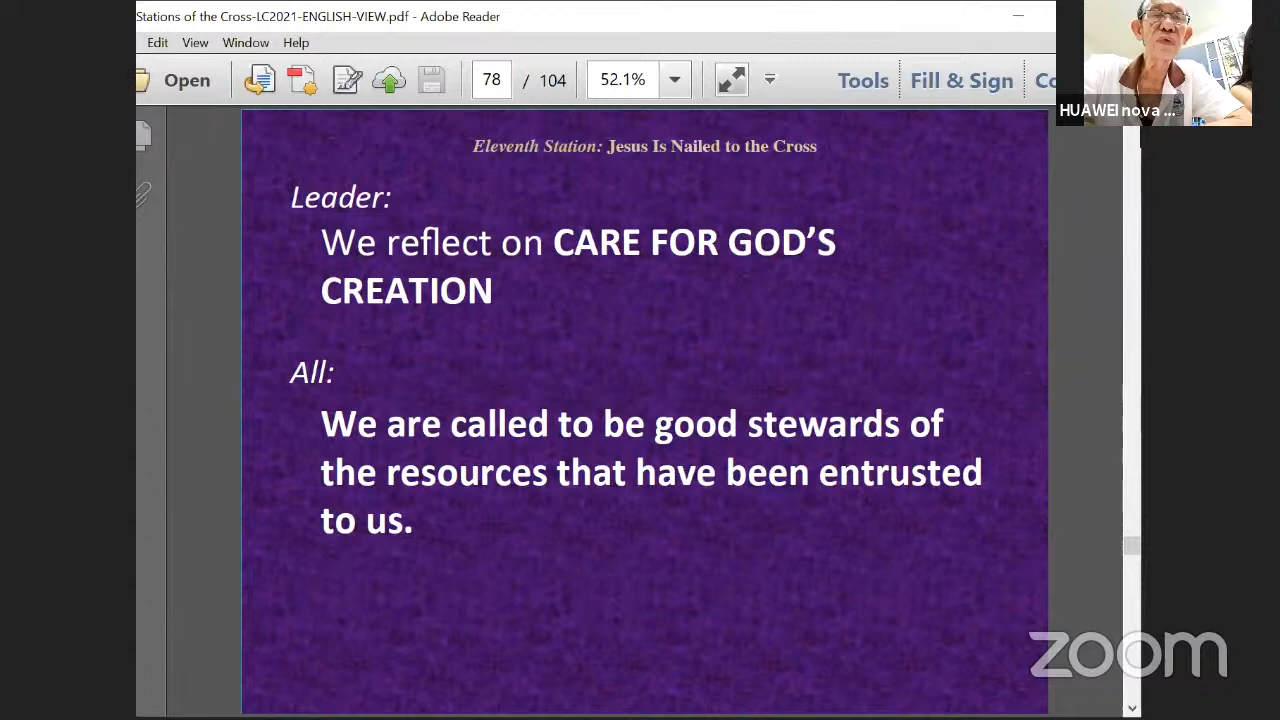 Stations of the Cross-LC2021-ENGLISH-VIEW.pdf - Adobe Reader
Edit View Window Help
Open 78 / 104 52.1% Tools Fill & Sign Co
HUAWEI nova ...
Eleventh Station: Jesus Is Nailed to the Cross
Leader:
We reflect on CARE FOR GOD’S
CREATION
All:
We are called to be good stewards of
the resources that have been entrusted
to us.
zoom